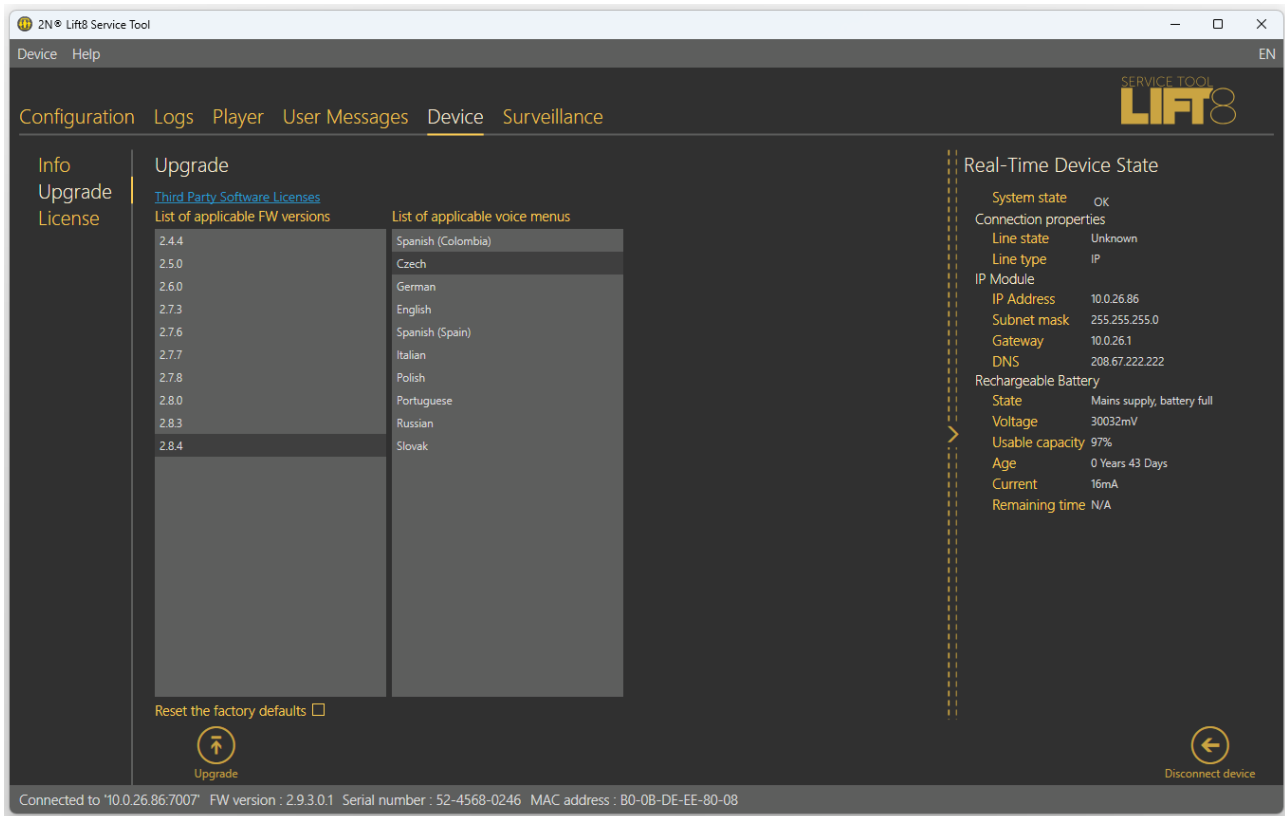 2N® Lift8 Service Tool
Device Help EN
SERVICE TOOL
LIFT8
Configuration Logs Player User Messages Device Surveillance
Info
Upgrade
License
Upgrade
Third Party Software Licenses
List of applicable FW versions
2.4.4
2.5.0
2.6.0
2.7.3
2.7.6
2.7.7
2.7.8
2.8.0
2.8.3
2.8.4
List of applicable voice menus
Spanish (Colombia)
Czech
German
English
Spanish (Spain)
Italian
Polish
Portuguese
Russian
Slovak
Reset the factory defaults
Upgrade
Real-Time Device State
System state OK
Connection properties
Line state Unknown
Line type IP
IP Module
IP Address 10.0.26.86
Subnet mask 255.255.255.0
Gateway 10.0.26.1
DNS 208.67.222.222
Rechargeable Battery
State Mains supply, battery full
Voltage 30032mV
Usable capacity 97%
Age 0 Years 43 Days
Current 16mA
Remaining time N/A
Disconnect device
Connected to '10.0.26.86:7007' FW version : 2.9.3.0.1 Serial number : 52-4568-0246 MAC address : B0-0B-DE-EE-80-08